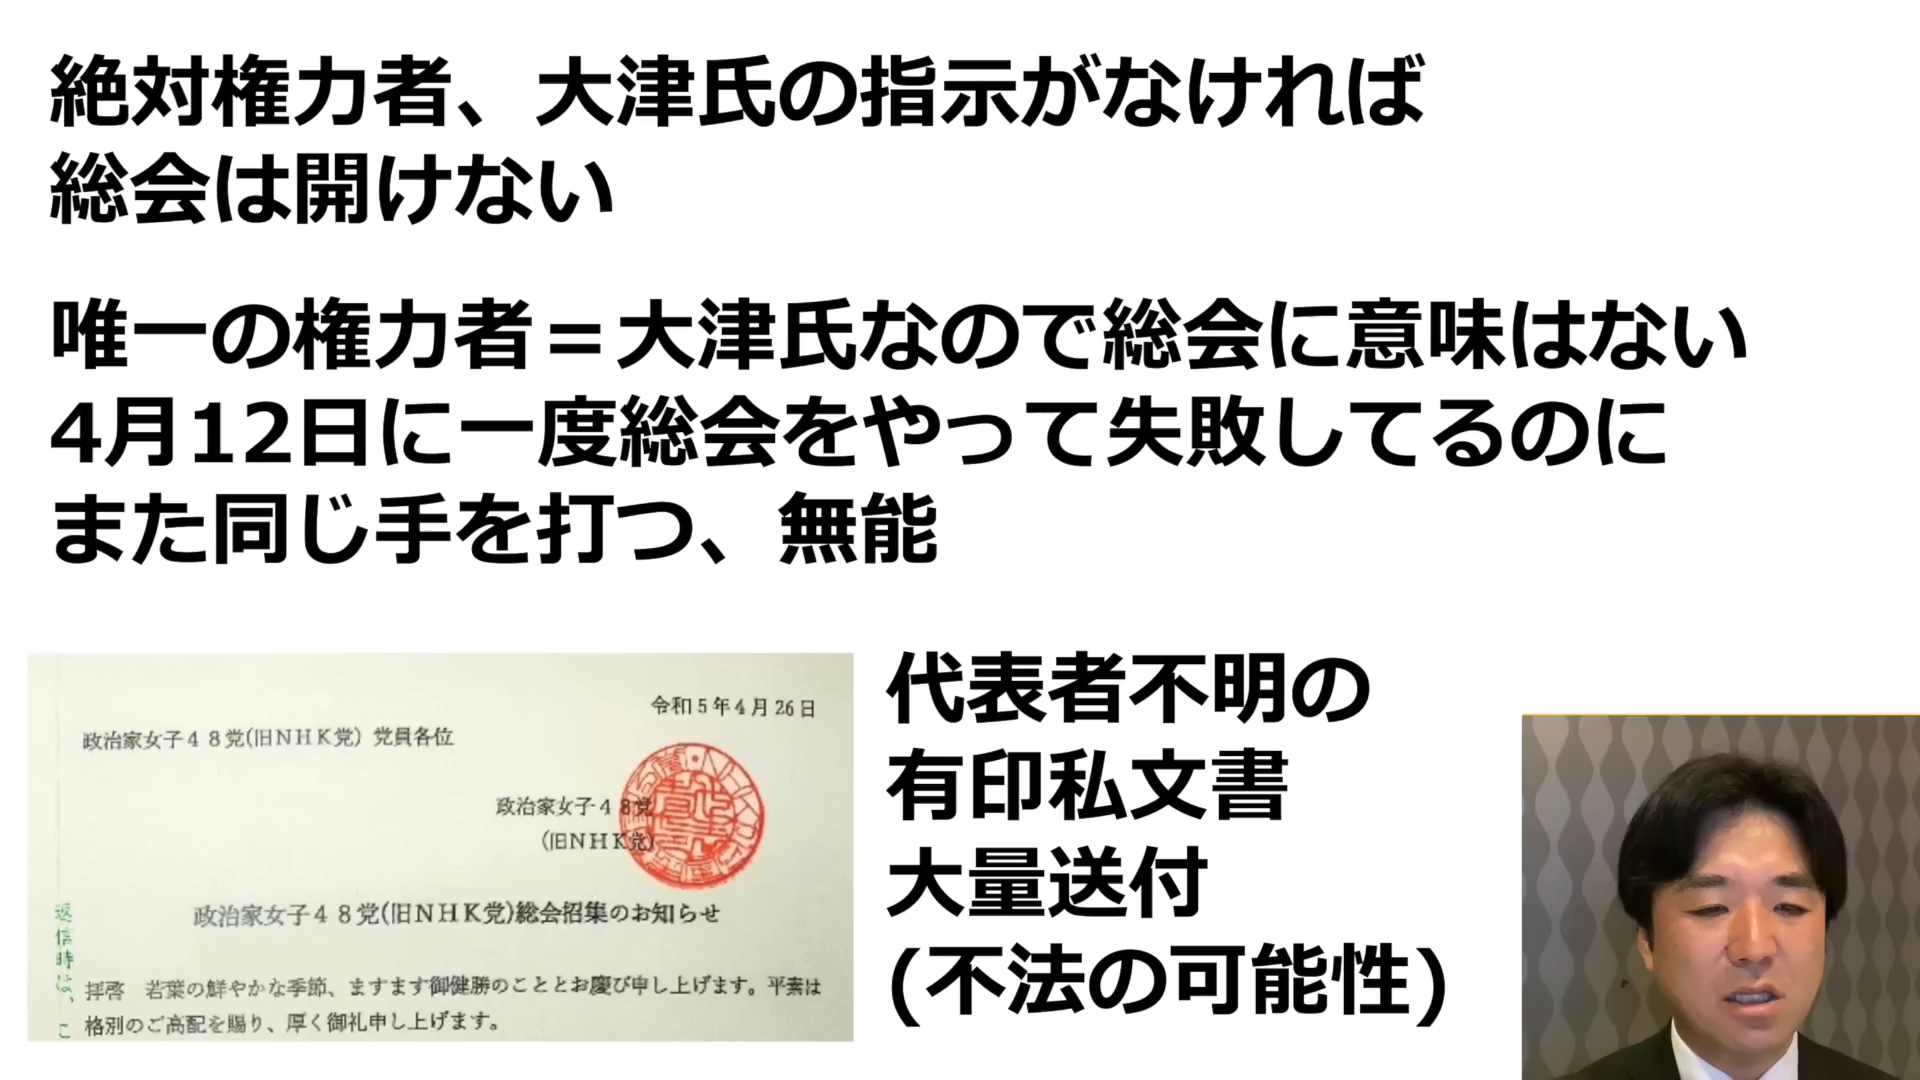 絶対権力者、大津氏の指示がなければ
総会は開けない
唯一の権力者＝大津氏なので総会に意味はない
4月12日に一度総会をやって失敗してるのに
また同じ手を打つ、無能
令和５年４月26日
政治家女子４８党(旧ＮＨＫ党) 党員各位
政治家女子４８党
(旧ＮＨＫ党)
政治家女子４８党(旧ＮＨＫ党)総会招集のお知らせ
返信時は、こ
拝啓　若葉の鮮やかな季節、ますます御健勝のこととお慶び申し上げます。平素は
格別のご高配を賜り、厚く御礼申し上げます。
代表者不明の
有印私文書
大量送付
(不法の可能性)